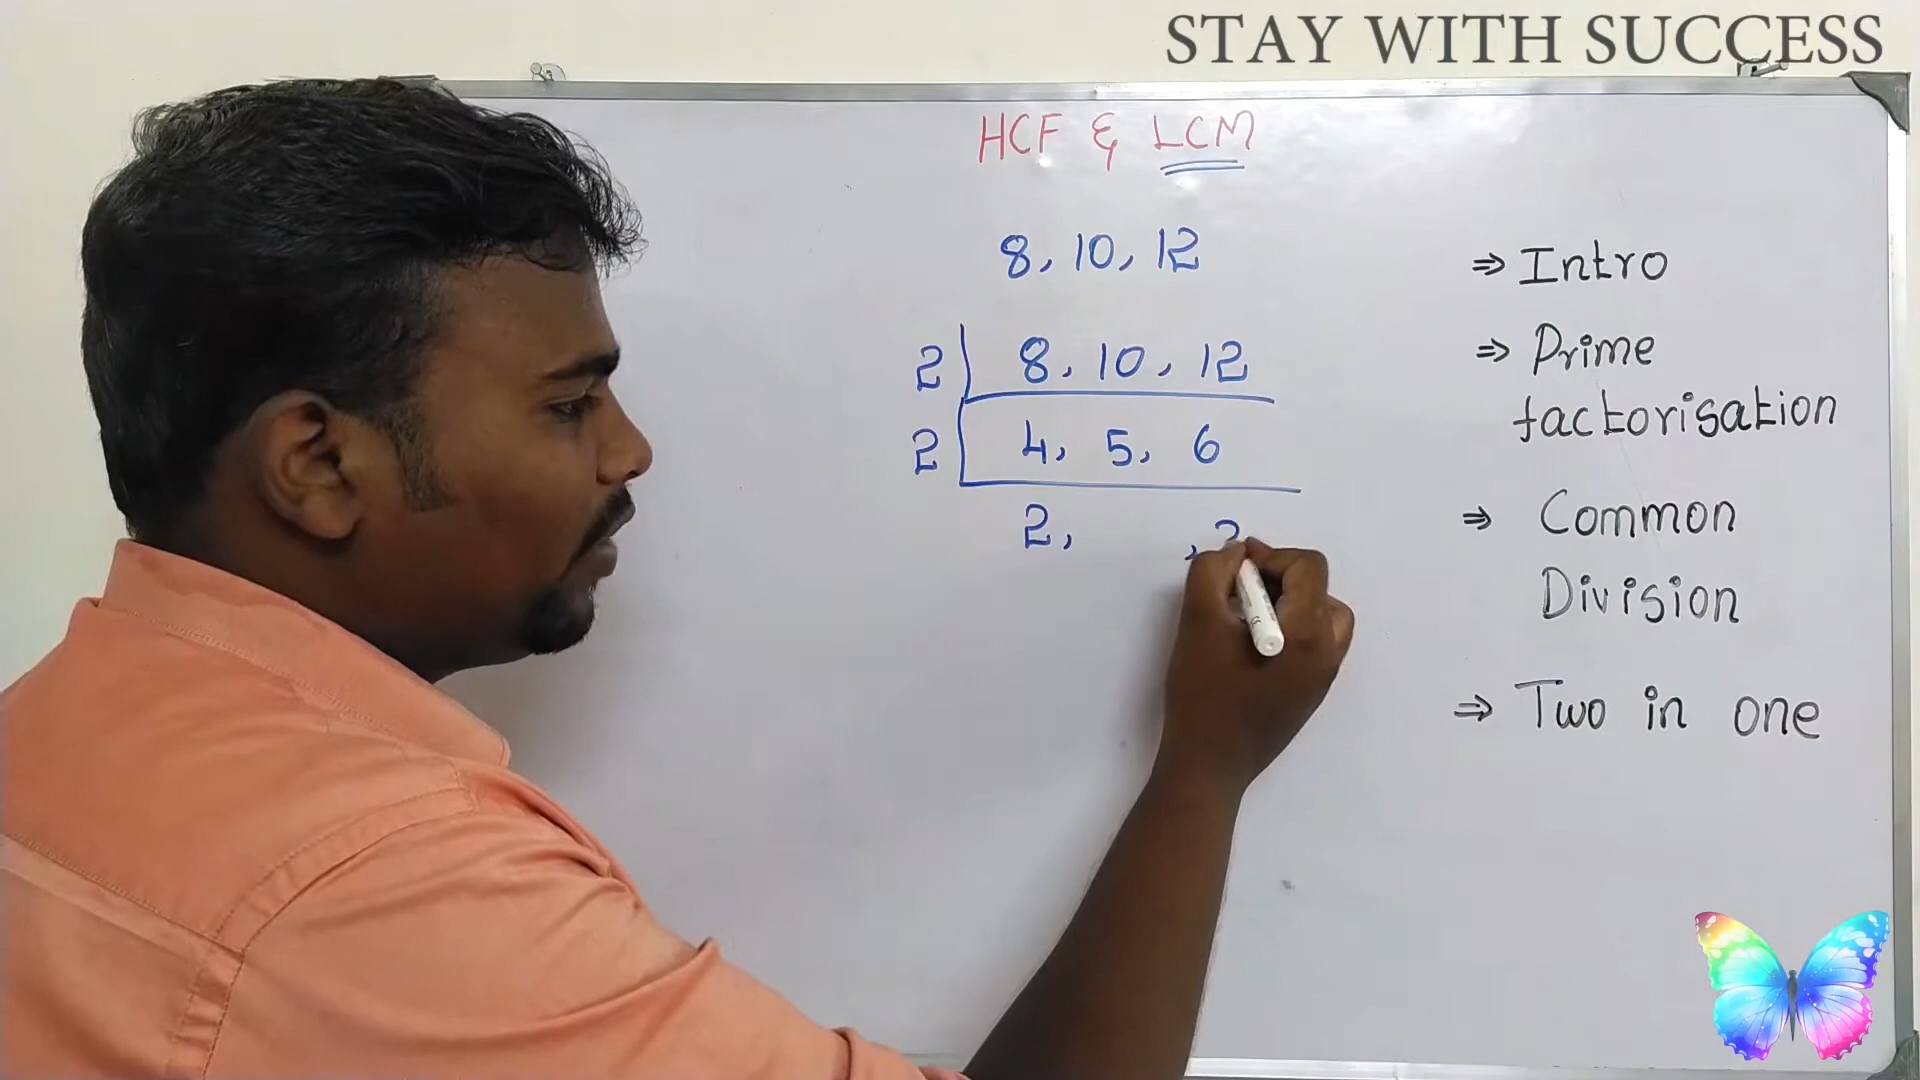 STAY WITH SUCCESS
HCF & LCM
8, 10, 12
2 | 8, 10, 12
2 | 4, 5, 6
2, ,
⇒ Intro
⇒ Prime
factorisation
⇒ Common
Division
⇒ Two in one